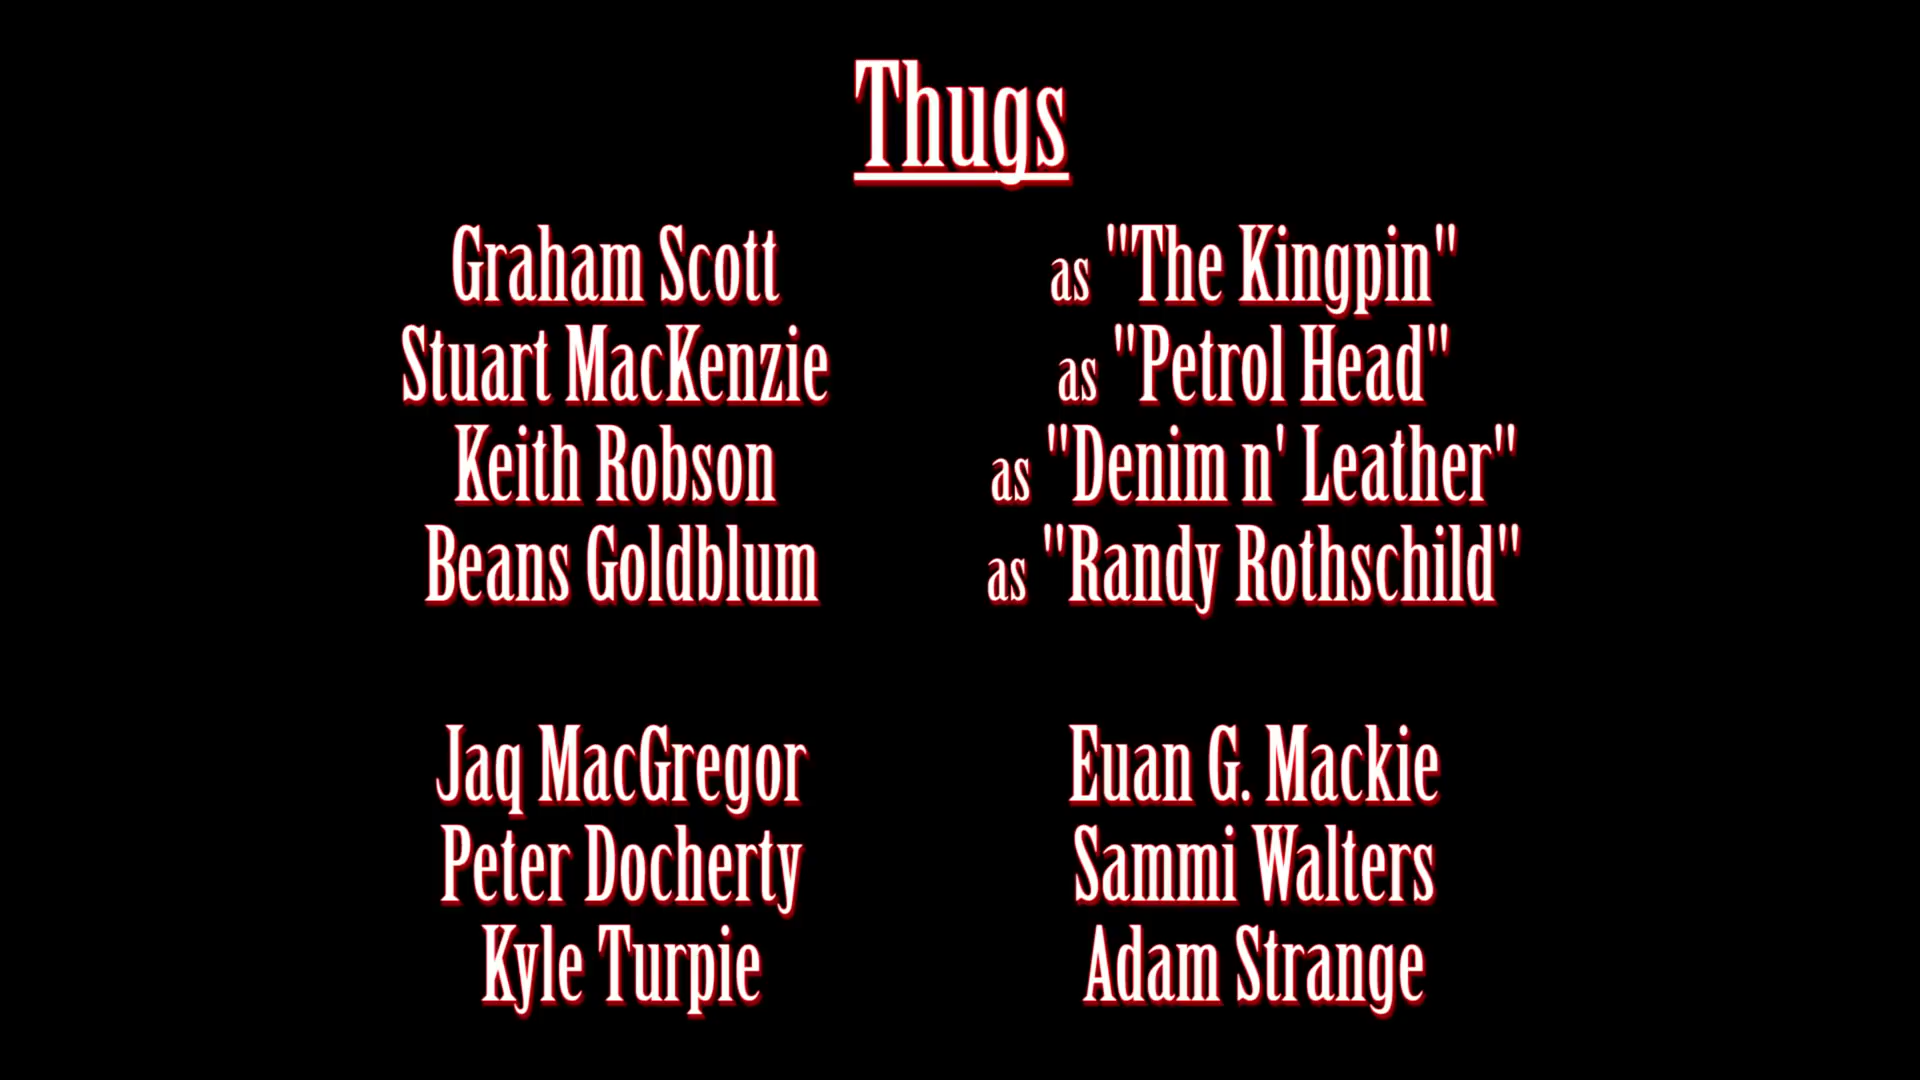 Thugs
Graham Scott as "The Kingpin"
Stuart MacKenzie as "Petrol Head"
Keith Robson as "Denim n' Leather"
Beans Goldblum as "Randy Rothschild"
Jaq MacGregor Euan G. Mackie
Peter Docherty Sammi Walters
Kyle Turpie Adam Strange